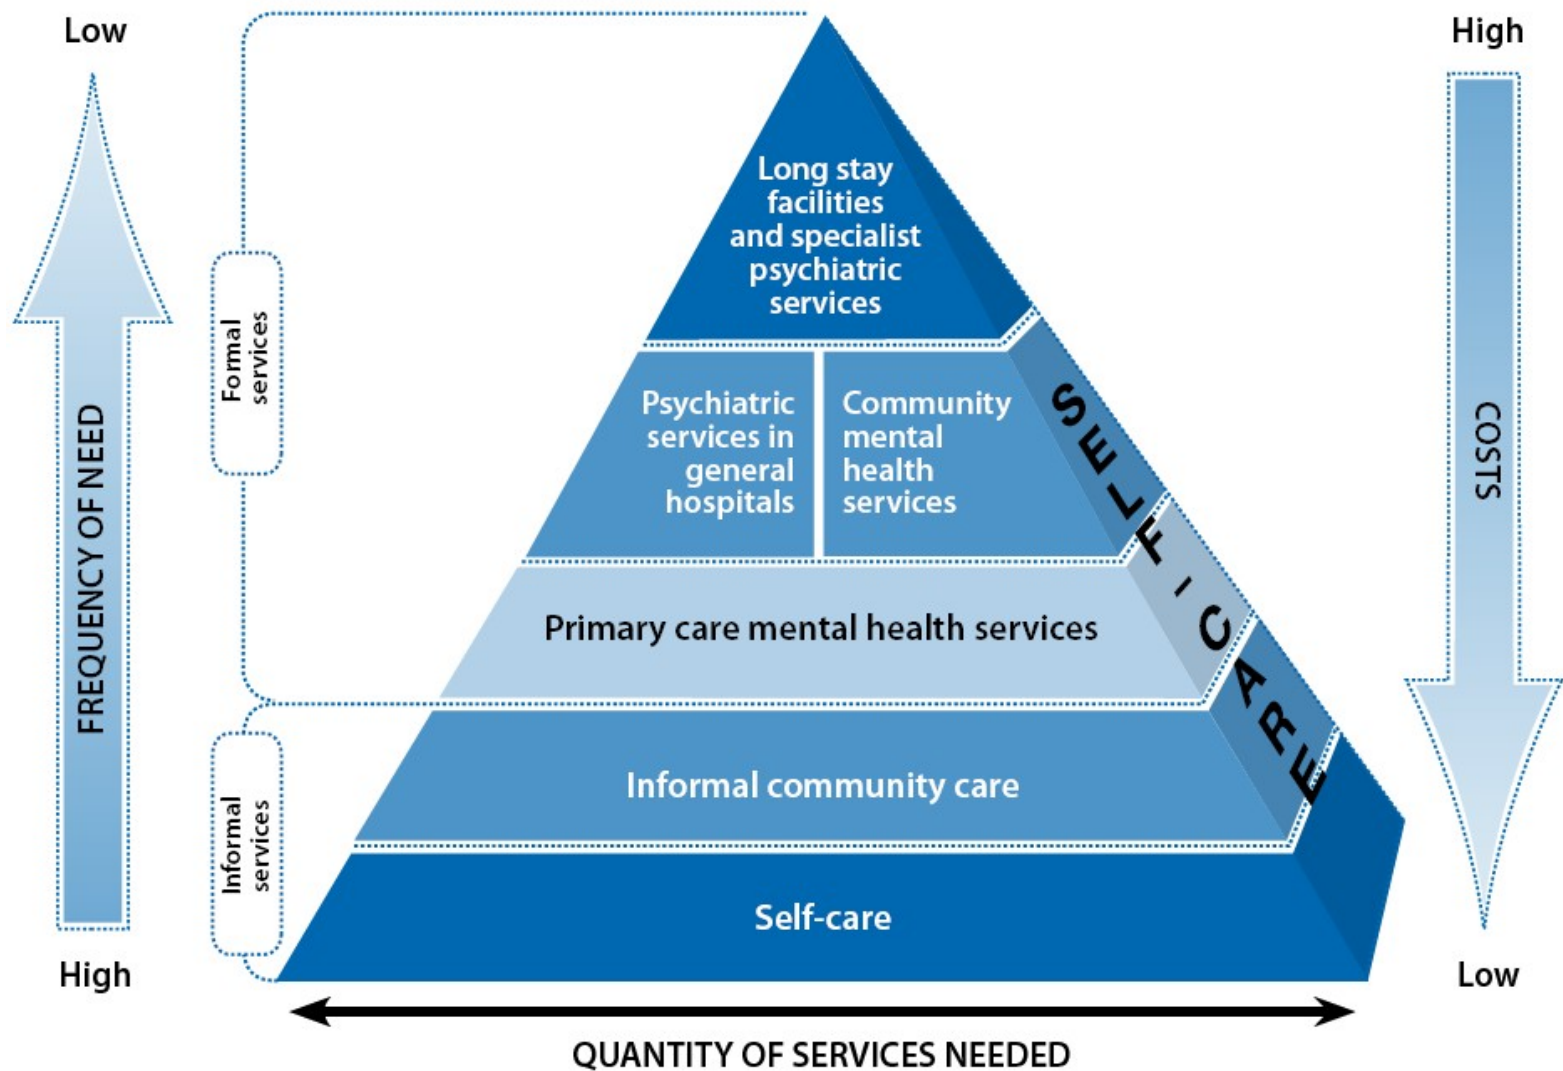 Low
High
Long stay
facilities
and specialist
psychiatric
services
Formal
services
FREQUENCY OF NEED
COSTS
Psychiatric
services in
general
hospitals
Community
mental
health
services
SELF-CARE
Primary care mental health services
Informal
services
Informal community care
Self-care
High
Low
QUANTITY OF SERVICES NEEDED